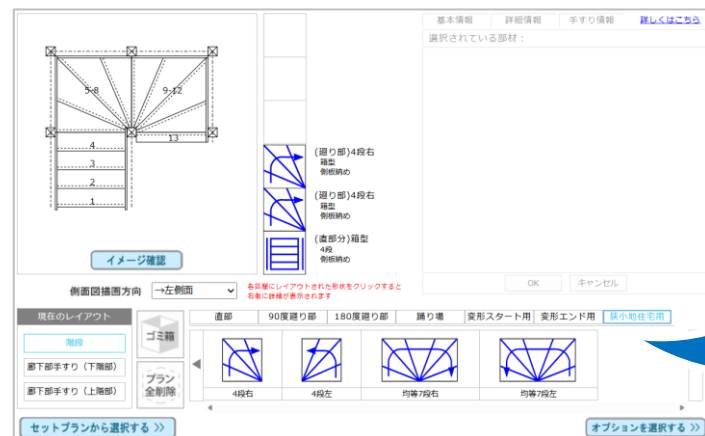 基本情報 詳細情報 手すり情報 詳しくはこちら
選択されている部材：
5-8 9-12
13
4
3
2
1
(廻り部)4段右
箱型
側板納め
(廻り部)4段右
箱型
側板納め
(直部分)箱型
4段
側板納め
イメージ確認
側面図描画方向 →左側面
各区画にレイアウトされた形状をクリックすると
右側に詳細が表示されます
OK キャンセル
現在のレイアウト
階段
廊下部手すり（下階部）
廊下部手すり（上階部）
ゴミ箱
プラン
全削除
直部 90度廻り部 180度廻り部 踊り場 変形スタート用 変形エンド用 狭小地住宅用
4段右 4段左 均等7段右 均等7段左
セットプランから選択する 》
オプションを選択する 》